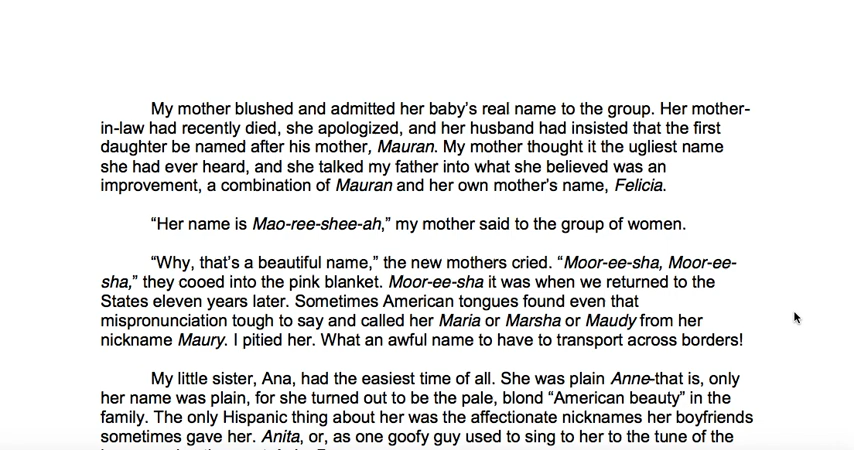 My mother blushed and admitted her baby's real name to the group. Her mother-
in-law had recently died, she apologized, and her husband had insisted that the first
daughter be named after his mother, Mauran. My mother thought it the ugliest name
she had ever heard, and she talked my father into what she believed was an
improvement, a combination of Mauran and her own mother's name, Felicia.
“Her name is Mao-ree-shee-ah,” my mother said to the group of women.
“Why, that's a beautiful name,” the new mothers cried. “Moor-ee-sha, Moor-ee-
sha,” they cooed into the pink blanket. Moor-ee-sha it was when we returned to the
States eleven years later. Sometimes American tongues found even that
mispronunciation tough to say and called her Maria or Marsha or Maudy from her
nickname Maury. I pitied her. What an awful name to have to transport across borders!
My little sister, Ana, had the easiest time of all. She was plain Anne-that is, only
her name was plain, for she turned out to be the pale, blond “American beauty” in the
family. The only Hispanic thing about her was the affectionate nicknames her boyfriends
sometimes gave her. Anita, or, as one goofy guy used to sing to her to the tune of the